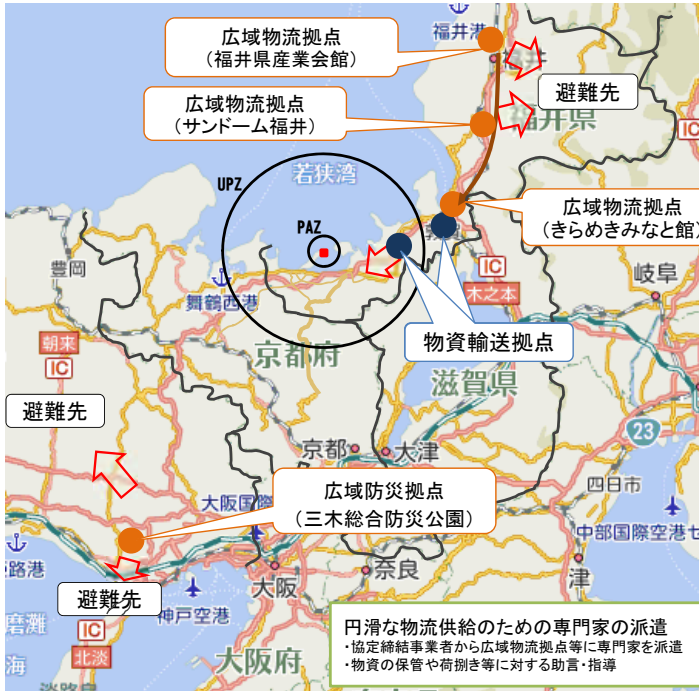 福井港
広域物流拠点
(福井県産業会館)
福井
広域物流拠点
(サンドーム福井)
避難先
福井県
若狭湾
UPZ
PAZ
広域物流拠点
(きらめきみなと館)
豊岡
舞鶴西港
IC
木之本
岐阜
物資輸送拠点
朝来
IC
京都府
滋賀県
避難先
23
京都
大津
四日市
広域防災拠点
(三木総合防災公園)
大阪国際
中部国際空港セ
路港
避難先
神戸空港
大阪
奈良
津
磨灘
IC
北淡
海
淡路島
大阪府
円滑な物流供給のための専門家の派遣
・協定締結事業者から広域物流拠点等に専門家を派遣
・物資の保管や荷捌き等に対する助言・指導